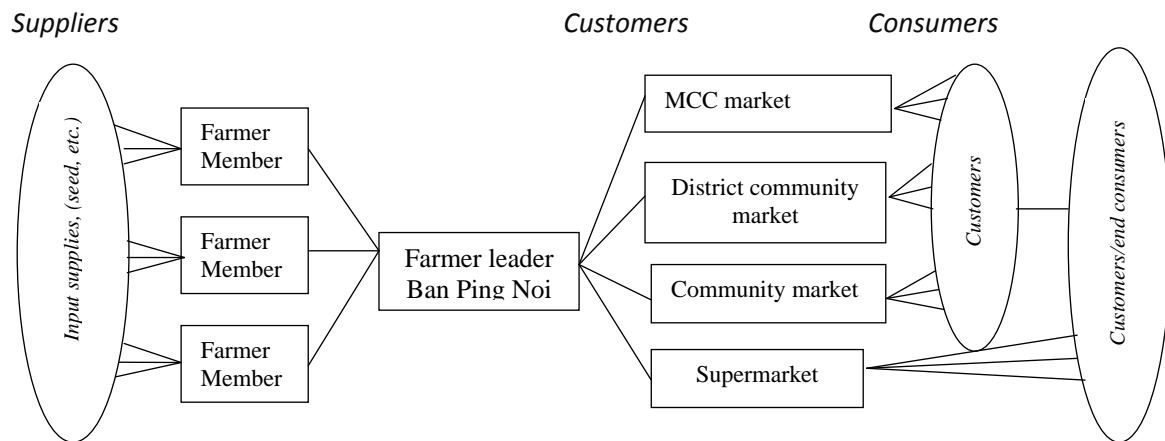 Suppliers
Customers
Consumers
Input supplies, (seed, etc.)
Farmer
Member
Farmer
Member
Farmer
Member
Farmer leader
Ban Ping Noi
MCC market
District community
market
Community market
Supermarket
Customers
Customers/end consumers